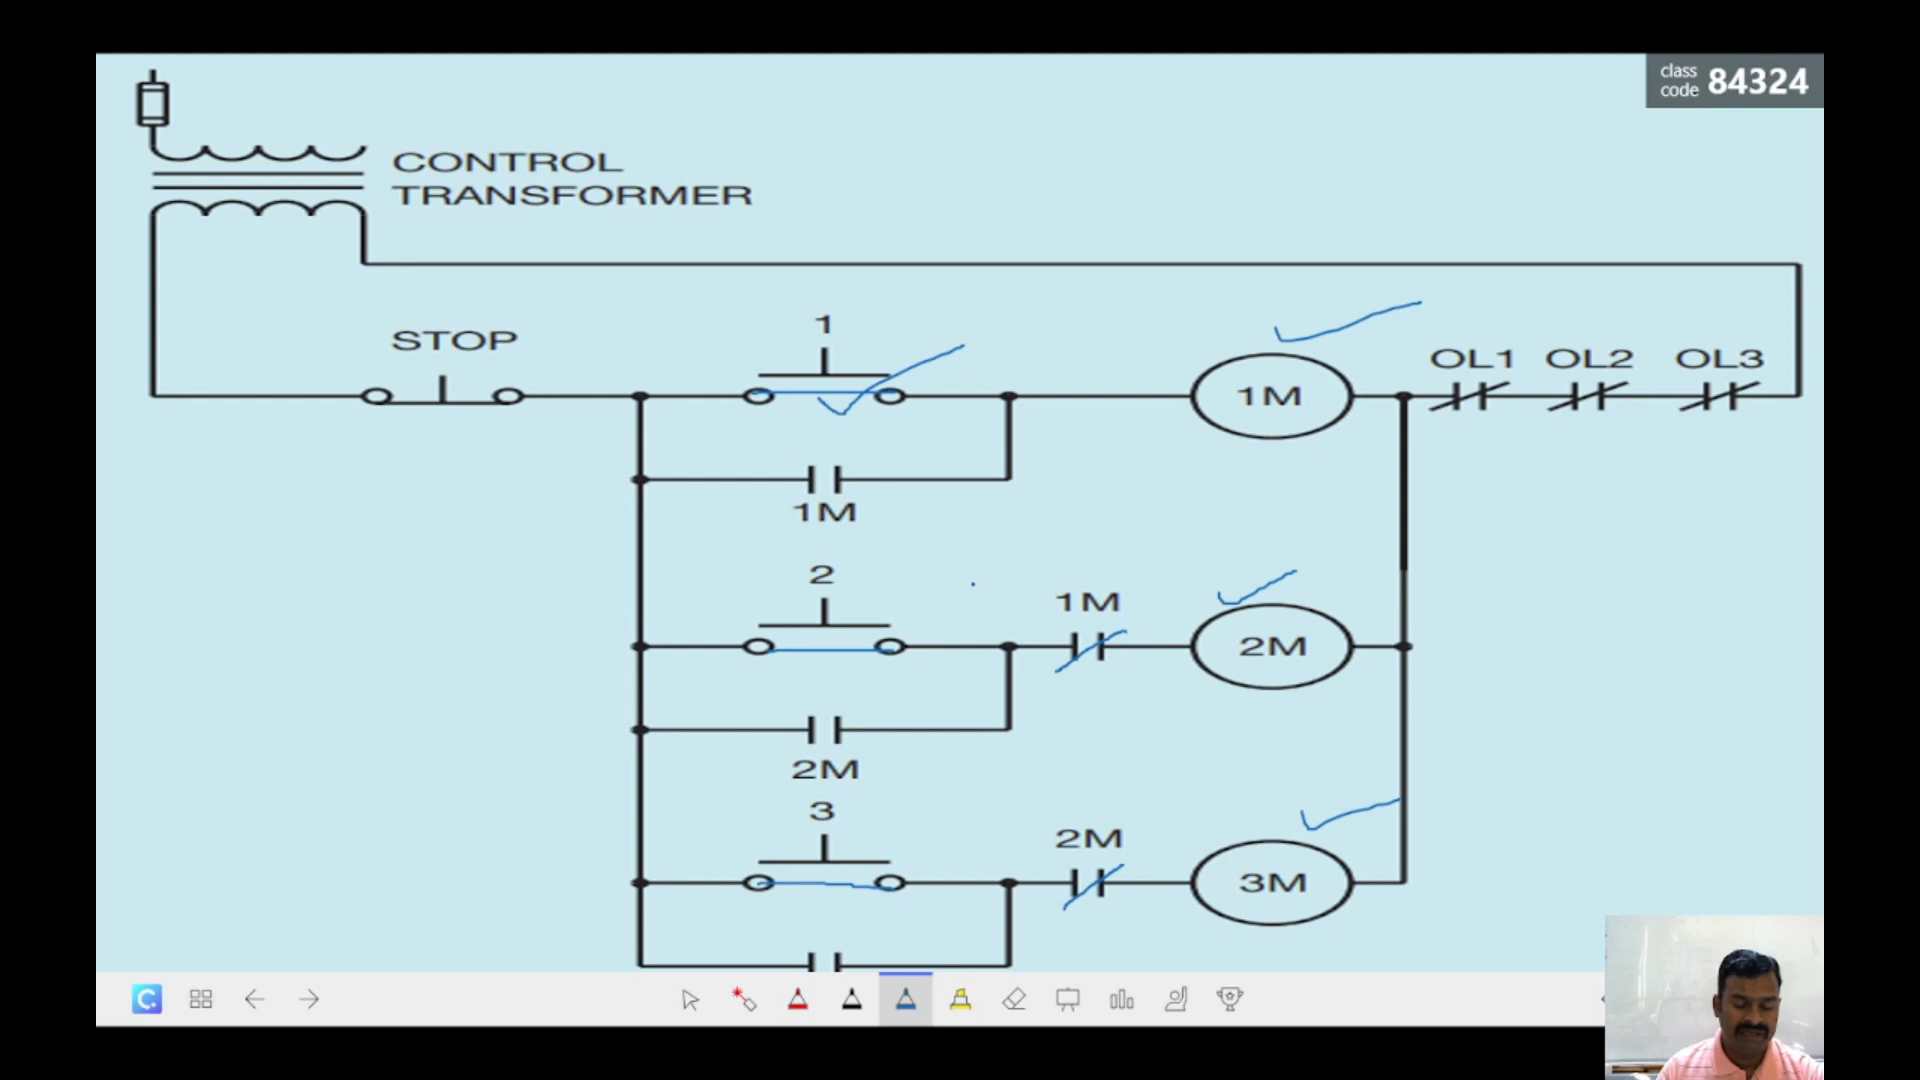 class
code 84324
CONTROL
TRANSFORMER
STOP
1
1M
OL1 OL2 OL3
1M
2
1M
2M
2M
3
2M
3M